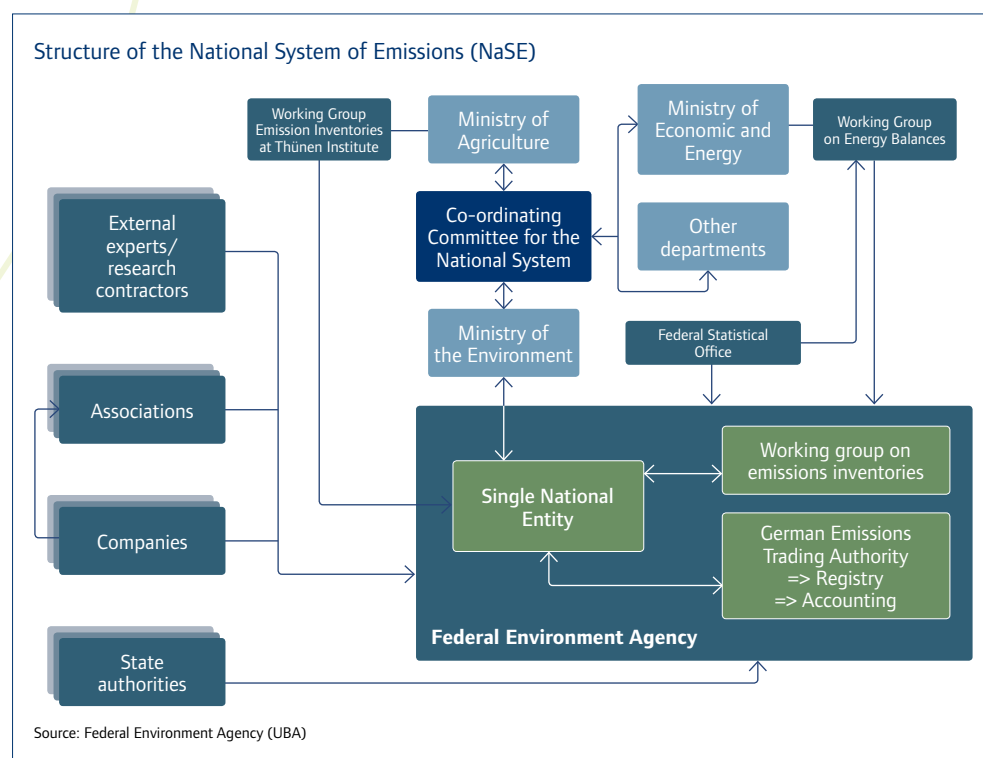 Structure of the National System of Emissions (NaSE)
Working Group
Emission Inventories
at Thünen Institute
Ministry of
Agriculture
Ministry of
Economic and
Energy
Working Group
on Energy Balances
External
experts/
research
contractors
Co-ordinating
Committee for the
National System
Other
departments
Ministry of
the Environment
Federal Statistical
Office
Associations
Working group on
emissions inventories
Single National
Entity
Companies
German Emissions
Trading Authority
=> Registry
=> Accounting
Federal Environment Agency
State
authorities
Source: Federal Environment Agency (UBA)